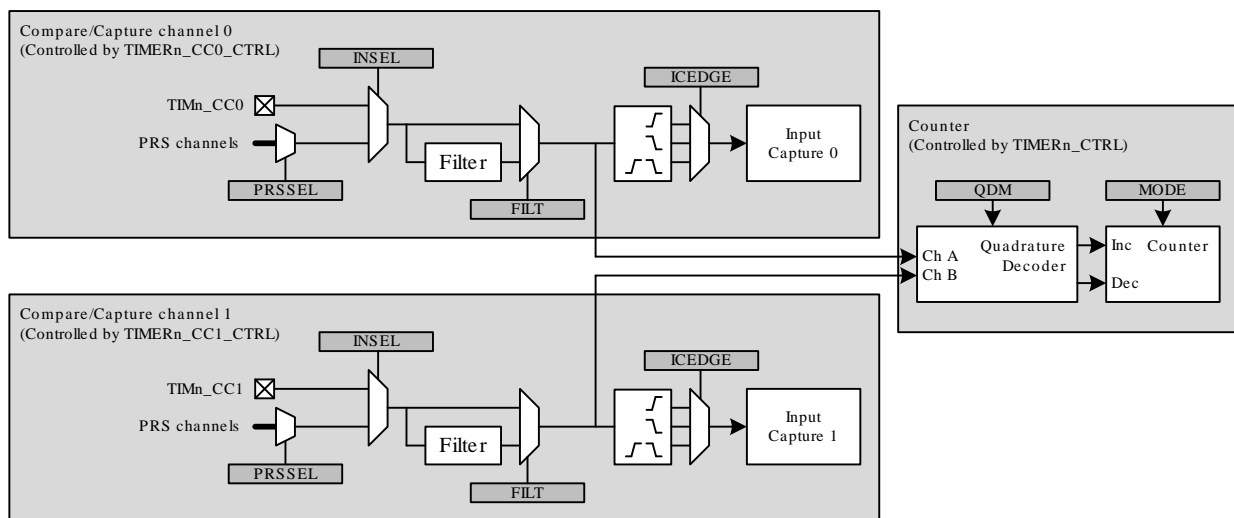 Compare/Capture channel 0
(Controlled by TIMERn_CC0_CTRL)
INSEL
ICEDGE
TIMn_CC0
PRS channels
Filter
Input
Capture 0
PRSSEL
FILT
Counter
(Controlled by TIMERn_CTRL)
QDM
MODE
Ch A
Ch B
Quadrature
Decoder
Inc
Counter
Dec
Compare/Capture channel 1
(Controlled by TIMERn_CC1_CTRL)
INSEL
ICEDGE
TIMn_CC1
PRS channels
Filter
Input
Capture 1
PRSSEL
FILT